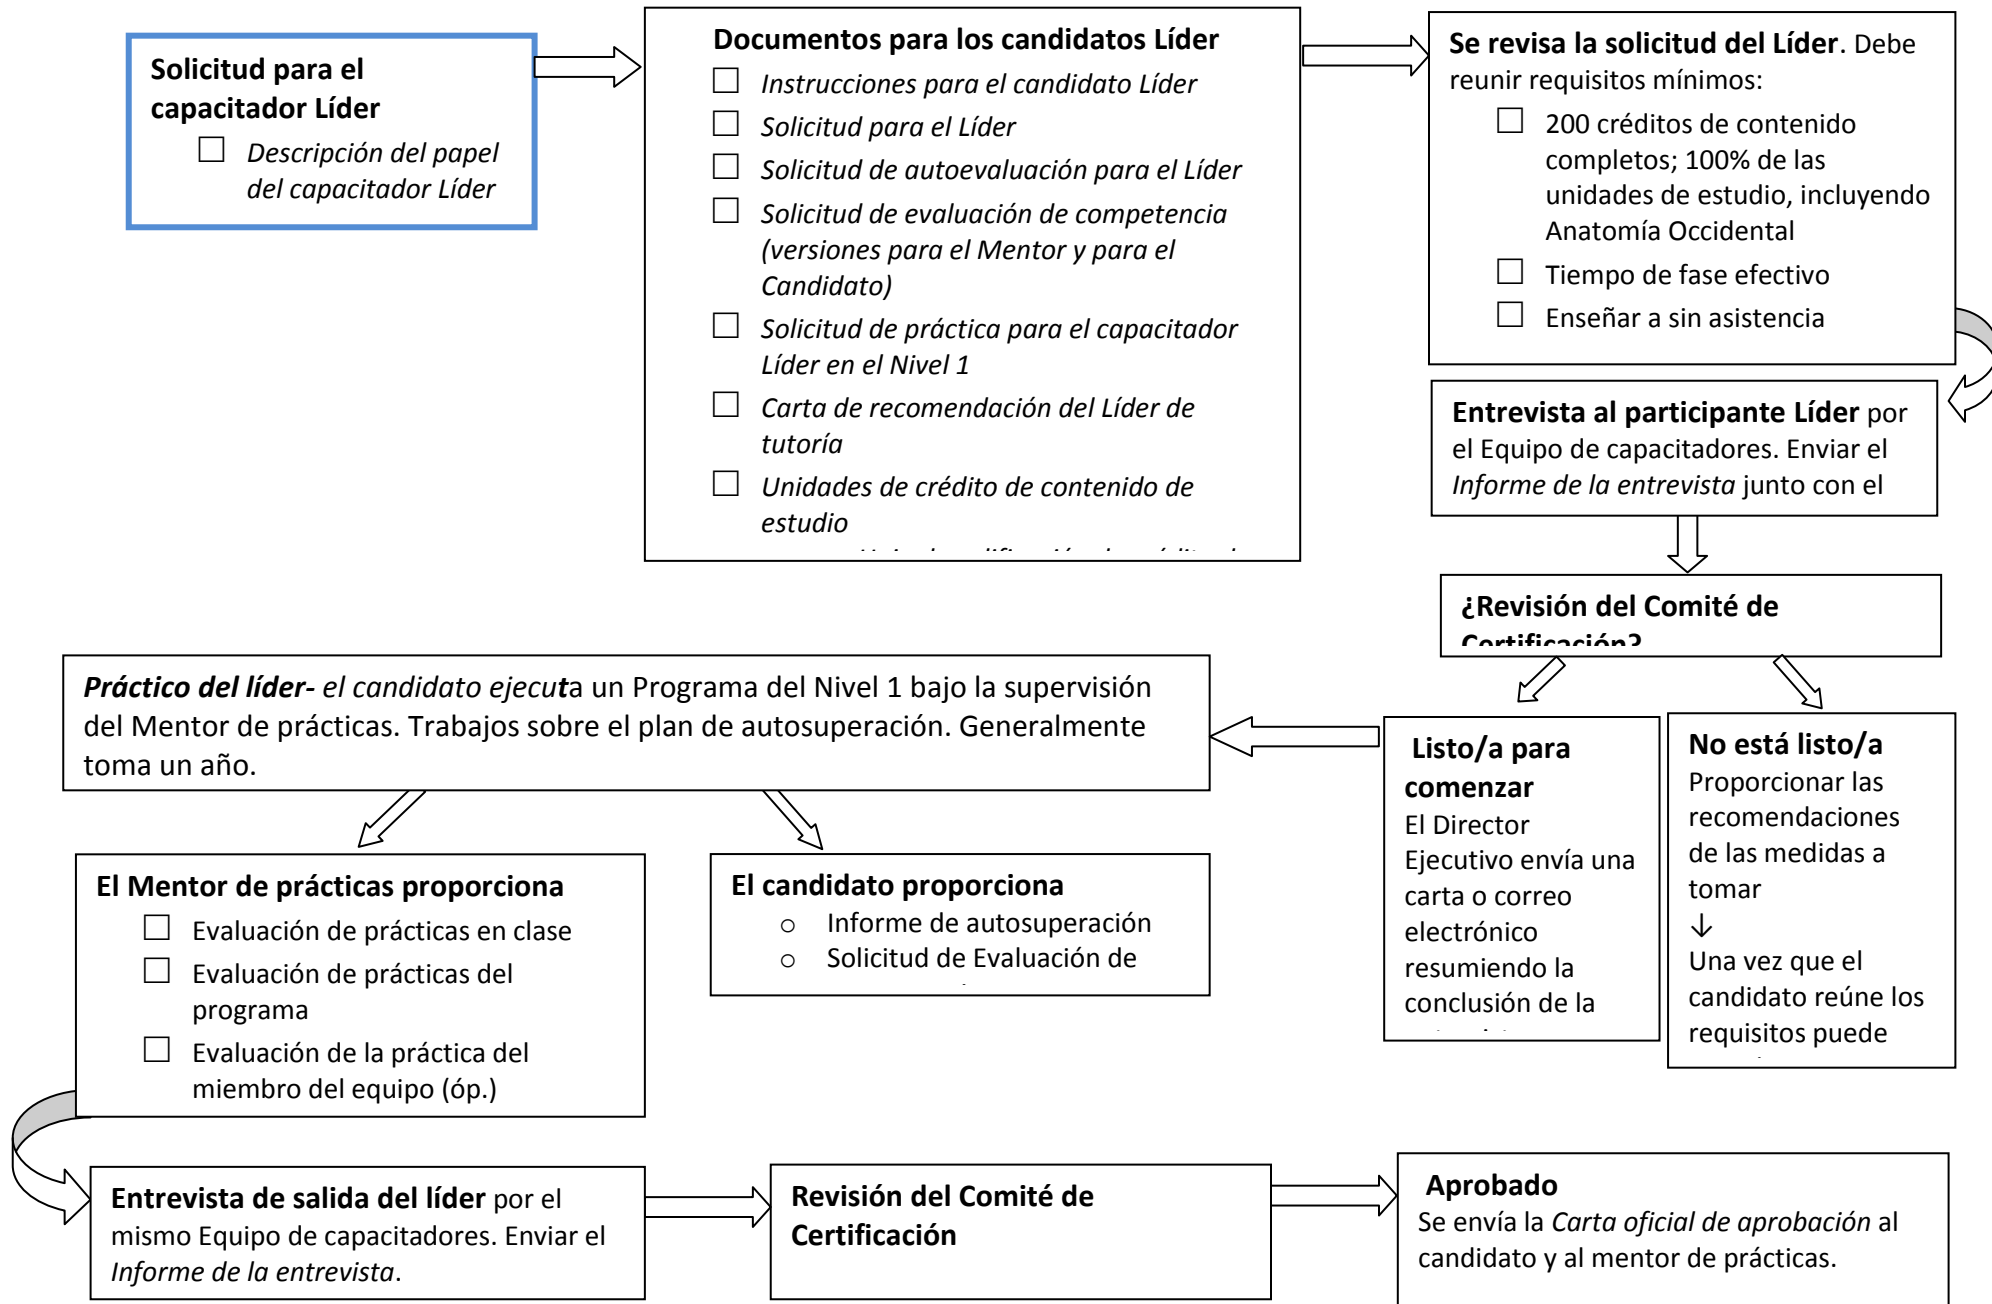 Solicitud para el
capacitador Líder
☐ Descripción del papel
del capacitador Líder
Documentos para los candidatos Líder
☐ Instrucciones para el candidato Líder
☐ Solicitud para el Líder
☐ Solicitud de autoevaluación para el Líder
☐ Solicitud de evaluación de competencia
(versiones para el Mentor y para el
Candidato)
☐ Solicitud de práctica para el capacitador
Líder en el Nivel 1
☐ Carta de recomendación del Líder de
tutoría
☐ Unidades de crédito de contenido de
estudio
Se revisa la solicitud del Líder. Debe
reunir requisitos mínimos:
☐ 200 créditos de contenido
completos; 100% de las
unidades de estudio, incluyendo
Anatomía Occidental
☐ Tiempo de fase efectivo
☐ Enseñar a sin asistencia
Entrevista al participante Líder por
el Equipo de capacitadores. Enviar el
Informe de la entrevista junto con el
¿Revisión del Comité de
Certificación?
Listo/a para
comenzar
El Director
Ejecutivo envía una
carta o correo
electrónico
resumiendo la
conclusión de la
No está listo/a
Proporcionar las
recomendaciones
de las medidas a
tomar
↓
Una vez que el
candidato reúne los
requisitos puede
Práctico del líder- el candidato ejecuta un Programa del Nivel 1 bajo la supervisión
del Mentor de prácticas. Trabajos sobre el plan de autosuperación. Generalmente
toma un año.
El Mentor de prácticas proporciona
☐ Evaluación de prácticas en clase
☐ Evaluación de prácticas del
programa
☐ Evaluación de la práctica del
miembro del equipo (óp.)
El candidato proporciona
○ Informe de autosuperación
○ Solicitud de Evaluación de
Entrevista de salida del líder por el
mismo Equipo de capacitadores. Enviar el
Informe de la entrevista.
Revisión del Comité de
Certificación
Aprobado
Se envía la Carta oficial de aprobación al
candidato y al mentor de prácticas.